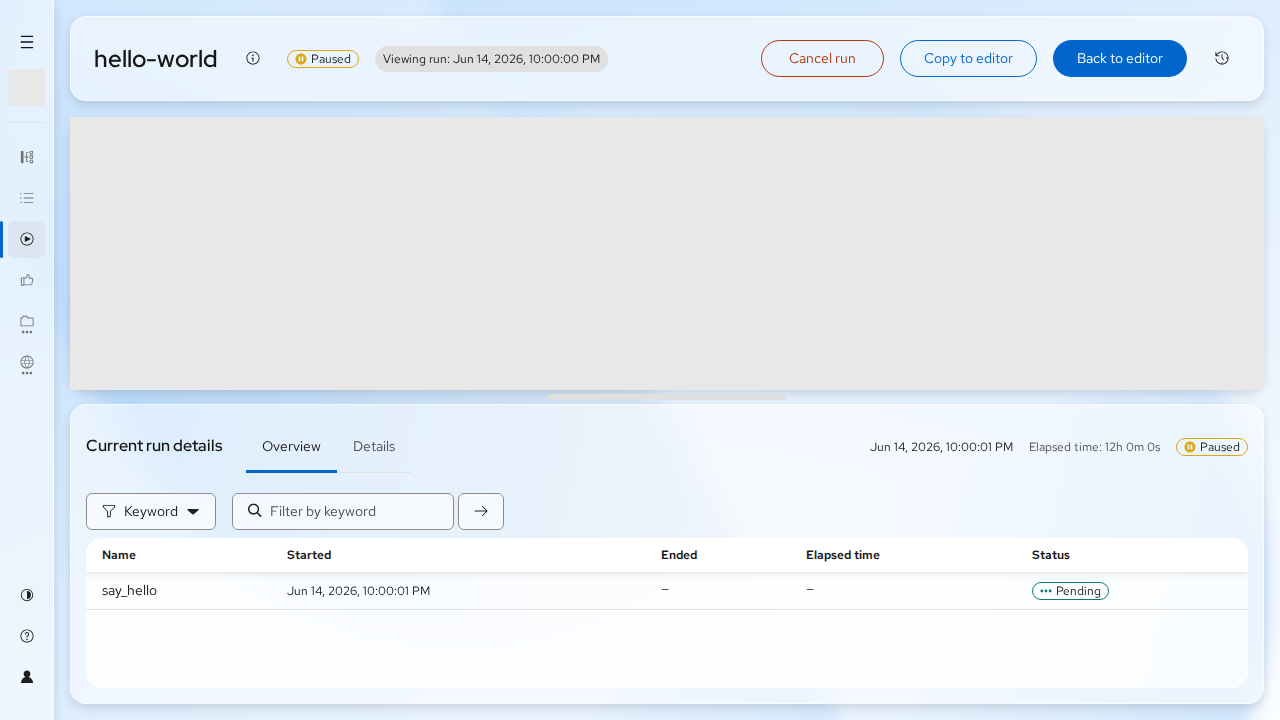 hello-world
Paused
Viewing run: Jun 14, 2026, 10:00:00 PM
Cancel run
Copy to editor
Back to editor
Current run details
Overview
Details
Jun 14, 2026, 10:00:01 PM
Elapsed time: 12h 0m 0s
Paused
Keyword
Filter by keyword
Name Started Ended Elapsed time Status
say_hello Jun 14, 2026, 10:00:01 PM – – Pending